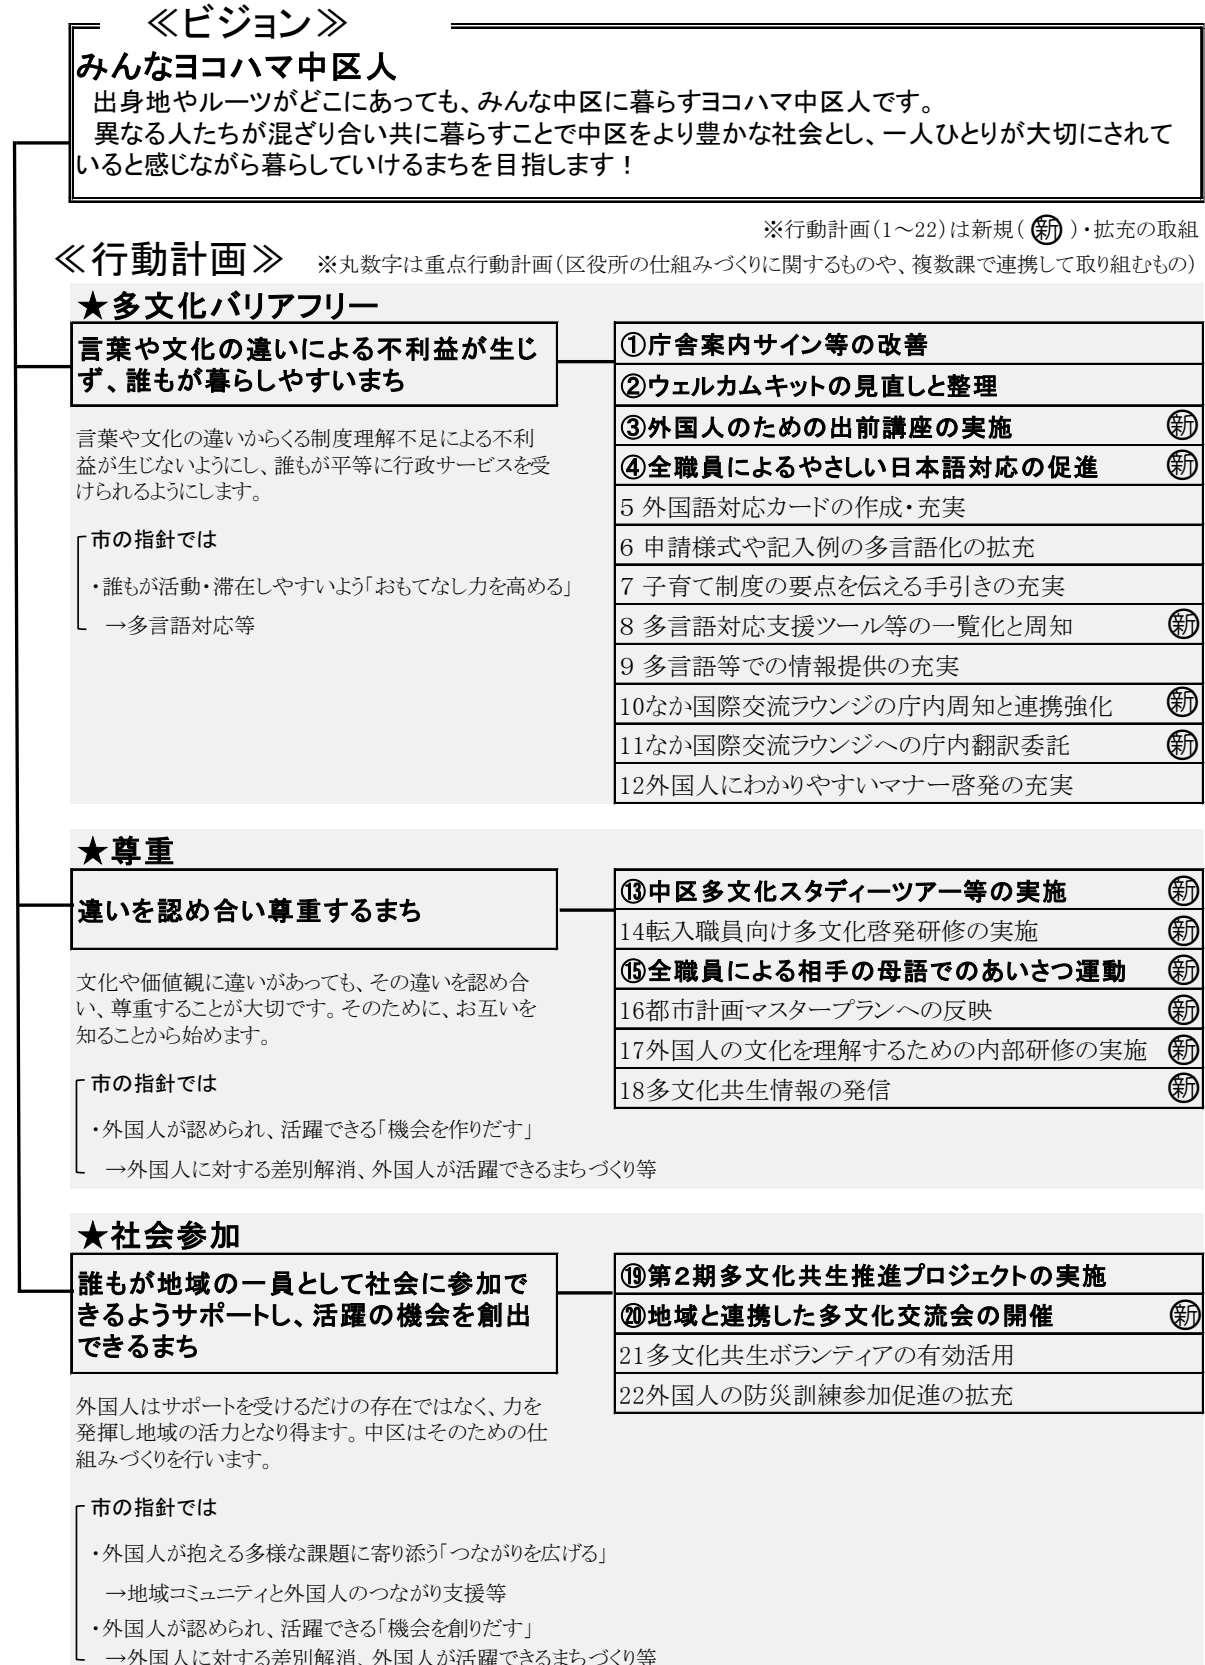 ≪ビジョン≫
みんなヨコハマ中区人
出身地やルーツがどこにあっても、みんな中区に暮らすヨコハマ中区人です。
異なる人たちが混ざり合い共に暮らすことで中区をより豊かな社会とし、一人ひとりが大切にされて
いると感じながら暮らしていけるまちを目指します！
※行動計画（1～22）は新規（ 新 ）・拡充の取組
≪行動計画≫
※丸数字は重点行動計画（区役所の仕組みづくりに関するものや、複数課で連携して取り組むもの）
★多文化バリアフリー
言葉や文化の違いによる不利益が生じ
ず、誰もが暮らしやすいまち
言葉や文化の違いからくる制度理解不足による不利
益が生じないようにし、誰もが平等に行政サービスを受
けられるようにします。
市の指針では
・誰もが活動・滞在しやすいよう「おもてなし力を高める」
→多言語対応等
①庁舎案内サイン等の改善
②ウェルカムキットの見直しと整理
③外国人のための出前講座の実施 新
④全職員によるやさしい日本語対応の促進 新
5 外国語対応カードの作成・充実
6 申請様式や記入例の多言語化の拡充
7 子育て制度の要点を伝える手引きの充実
8 多言語対応支援ツール等の一覧化と周知 新
9 多言語等での情報提供の充実
10なか国際交流ラウンジの庁内周知と連携強化 新
11なか国際交流ラウンジへの庁内翻訳委託 新
12外国人にわかりやすいマナー啓発の充実
★尊重
違いを認め合い尊重するまち
文化や価値観に違いがあっても、その違いを認め合
い、尊重することが大切です。そのために、お互いを
知ることから始めます。
市の指針では
・外国人が認められ、活躍できる「機会を作りだす」
→外国人に対する差別解消、外国人が活躍できるまちづくり等
⑬中区多文化スタディーツアー等の実施 新
14転入職員向け多文化啓発研修の実施 新
⑮全職員による相手の母語でのあいさつ運動 新
16都市計画マスタープランへの反映 新
17外国人の文化を理解するための内部研修の実施 新
18多文化共生情報の発信 新
★社会参加
誰もが地域の一員として社会に参加で
きるようサポートし、活躍の機会を創出
できるまち
外国人はサポートを受けるだけの存在ではなく、力を
発揮し地域の活力となり得ます。中区はそのための仕
組みづくりを行います。
市の指針では
・外国人が抱える多様な課題に寄り添う「つながりを広げる」
→地域コミュニティと外国人のつながり支援等
・外国人が認められ、活躍できる「機会を創りだす」
→外国人に対する差別解消、外国人が活躍できるまちづくり等
⑲第２期多文化共生推進プロジェクトの実施
⑳地域と連携した多文化交流会の開催 新
21多文化共生ボランティアの有効活用
22外国人の防災訓練参加促進の拡充